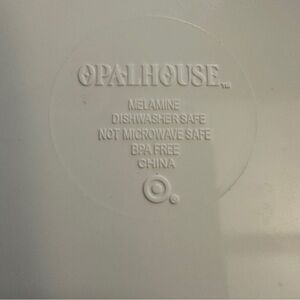 OPALHOUSE™
MELAMINE
DISHWASHER SAFE
NOT MICROWAVE SAFE
BPA FREE
CHINA